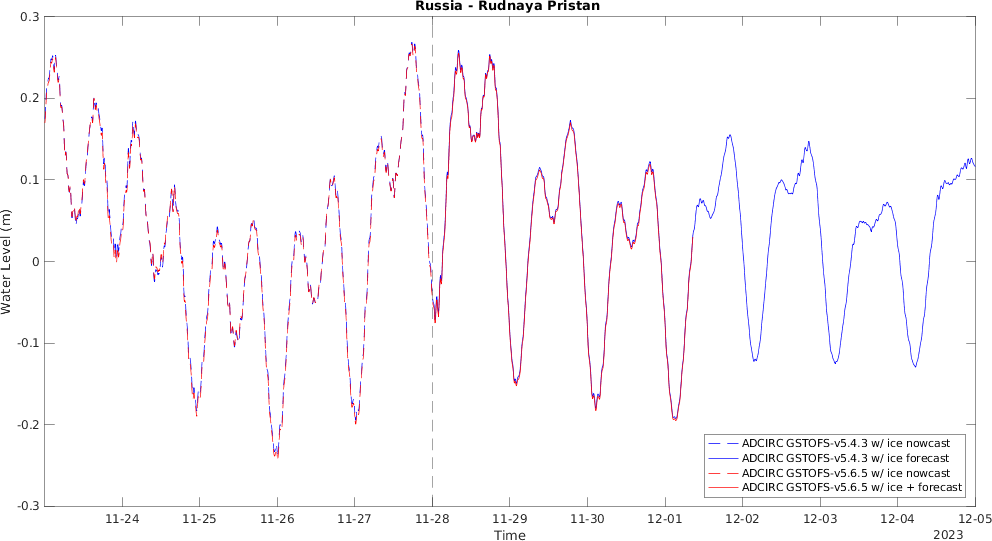 Russia - Rudnaya Pristan
0.3
0.2
0.1
0
-0.1
-0.2
-0.3
Water Level (m)
11-24 11-25 11-26 11-27 11-28 11-29 11-30 12-01 12-02 12-03 12-04 12-05
Time
2023
ADCIRC GSTOFS-v5.4.3 w/ ice nowcast
ADCIRC GSTOFS-v5.4.3 w/ ice forecast
ADCIRC GSTOFS-v5.6.5 w/ ice nowcast
ADCIRC GSTOFS-v5.6.5 w/ ice + forecast